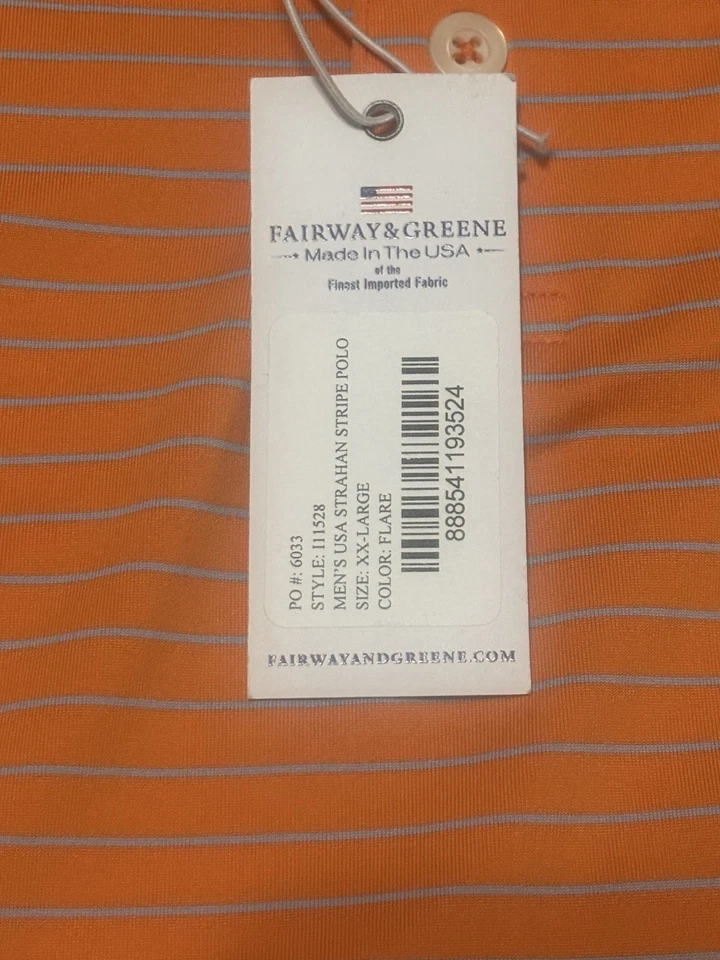 FAIRWAY&GREENE
Made In The USA
of the
Finest Imported Fabric
PO #: 6033
STYLE: I11528
MEN'S USA STRAHAN STRIPE POLO
SIZE: XX-LARGE
COLOR: FLARE
888541193524
FAIRWAYANDGREENE.COM